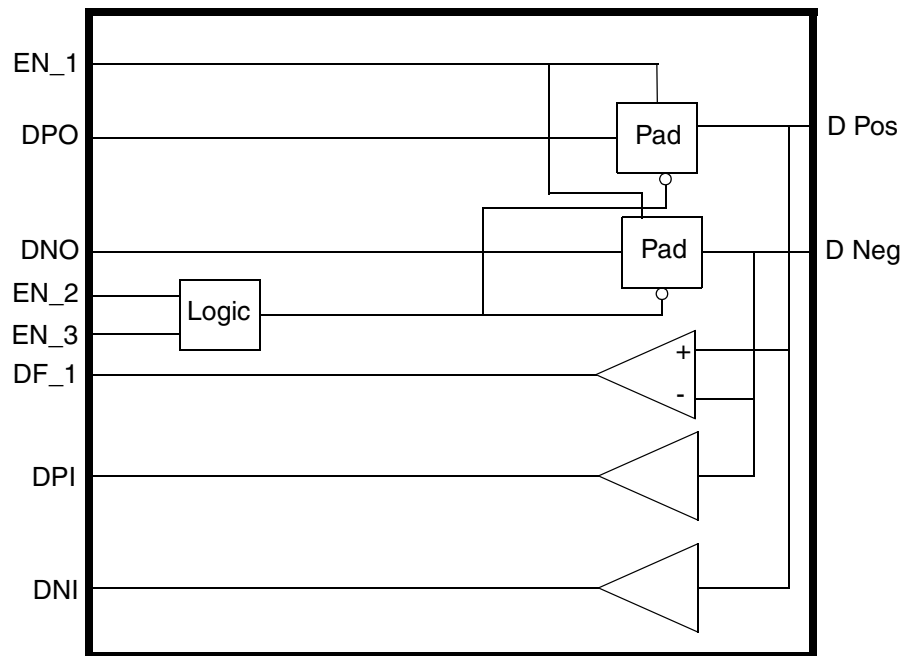 EN_1
DPO
Pad
D Pos
DNO
Pad
D Neg
EN_2
Logic
EN_3
DF_1
+
-
DPI
DNI